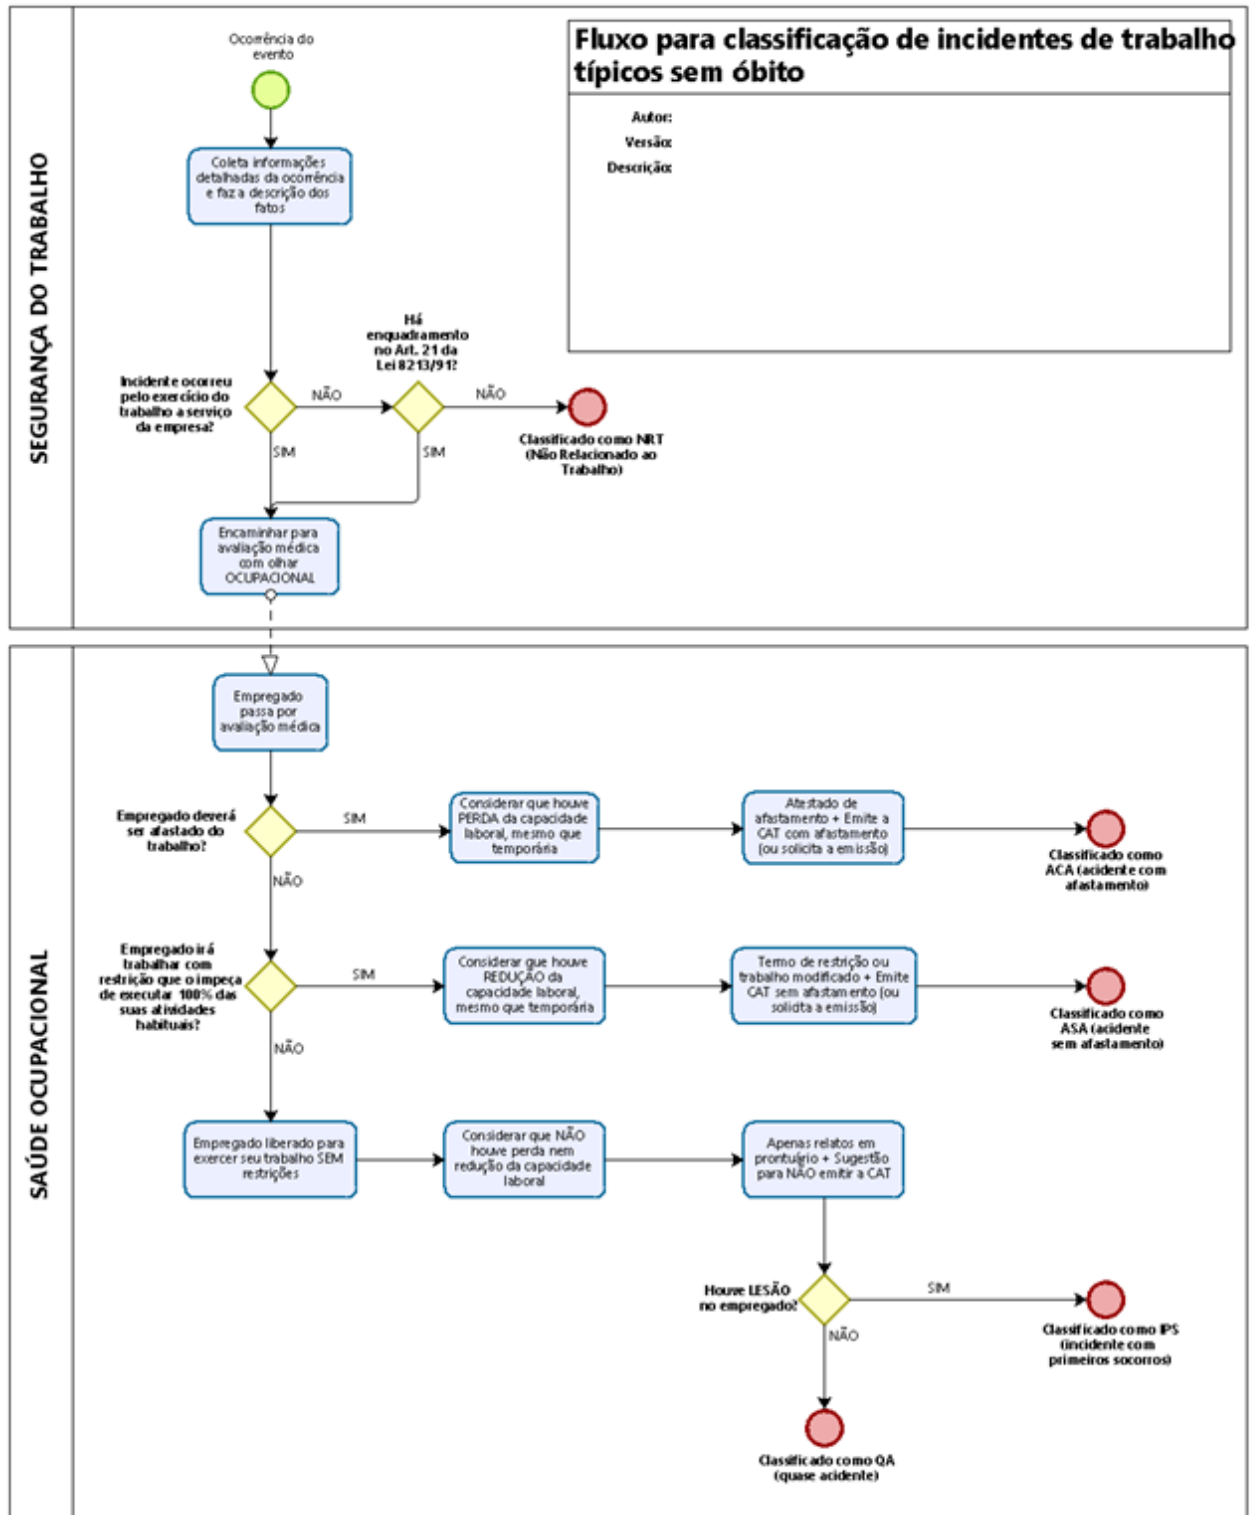 Fluxo para classificação de incidentes de trabalho
típicos sem óbito
Autor:
Versão:
Descrição:
SEGURANÇA DO TRABALHO
Ocorrência do
evento
Coleta informações
detalhadas da ocorrência
e faz a descrição dos
fatos
Incidente ocorreu
pelo exercício do
trabalho a serviço
da empresa?
NÃO
SIM
Há
enquadramento
no Art. 21 da
Lei 8213/91?
NÃO
SIM
Classificado como NRT
(Não Relacionado ao
Trabalho)
Encaminhar para
avaliação médica
com olhar
OCUPACIONAL
SAÚDE OCUPACIONAL
Empregado
passa por
avaliação médica
Empregado deverá
ser afastado do
trabalho?
SIM
NÃO
Considerar que houve
PERDA da capacidade
laboral, mesmo que
temporária
Atestado de
afastamento + Emite a
CAT com afastamento
(ou solicita a emissão)
Classificado como
ACA (acidente com
afastamento)
Empregado irá
trabalhar com
restrição que o impeça
de executar 100% das
suas atividades
habituais?
SIM
NÃO
Considerar que houve
REDUÇÃO da
capacidade laboral,
mesmo que temporária
Termo de restrição ou
trabalho modificado + Emite
CAT sem afastamento (ou
solicita a emissão)
Classificado como
ASA (acidente
sem afastamento)
Empregado liberado para
exercer seu trabalho SEM
restrições
Considerar que NÃO
houve perda nem
redução da capacidade
laboral
Apenas relatos em
prontuário + Sugestão
para NÃO emitir a CAT
Houve LESÃO
no empregado?
SIM
NÃO
Classificado como IPS
(incidente com
primeiros socorros)
Classificado como QA
(quase acidente)